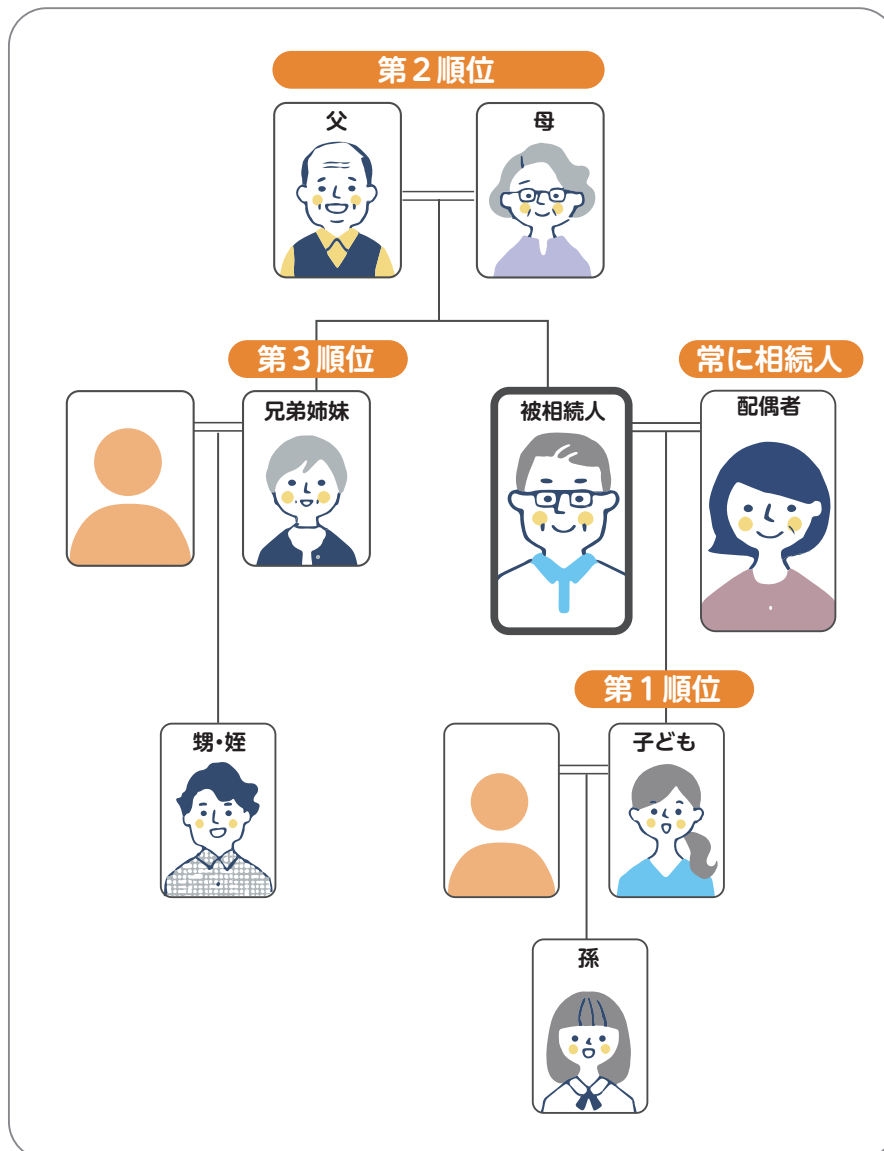 第２順位
父
母
第３順位
常に相続人
兄弟姉妹
被相続人
配偶者
第１順位
甥・姪
子ども
孫